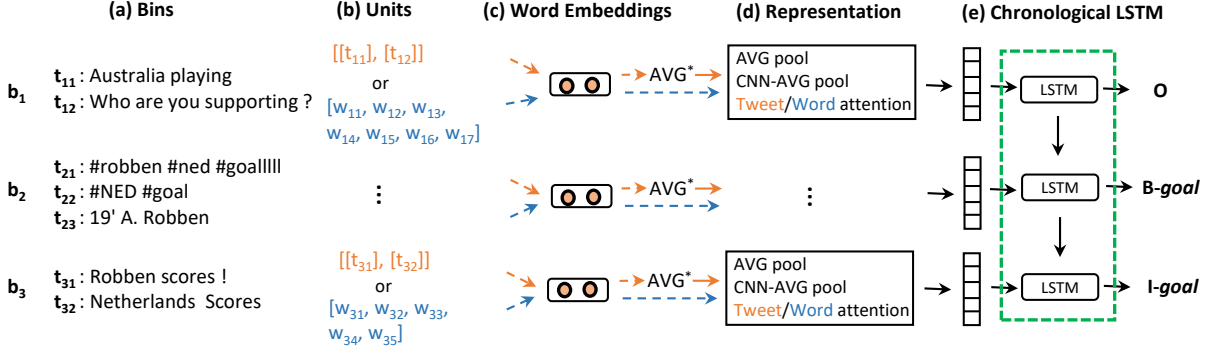 (a) Bins (b) Units (c) Word Embeddings (d) Representation (e) Chronological LSTM
b1
t11 : Australia playing
t12 : Who are you supporting ?
[[t11], [t12]]
or
[w11, w12, w13,
w14, w15, w16, w17]
AVG*
AVG pool
CNN-AVG pool
Tweet/Word attention
LSTM
O
b2
t21 : #robben #ned #goalllll
t22 : #NED #goal
t23 : 19' A. Robben
AVG*
LSTM
B-goal
b3
t31 : Robben scores !
t32 : Netherlands Scores
[[t31], [t32]]
or
[w31, w32, w33,
w34, w35]
AVG*
AVG pool
CNN-AVG pool
Tweet/Word attention
LSTM
I-goal